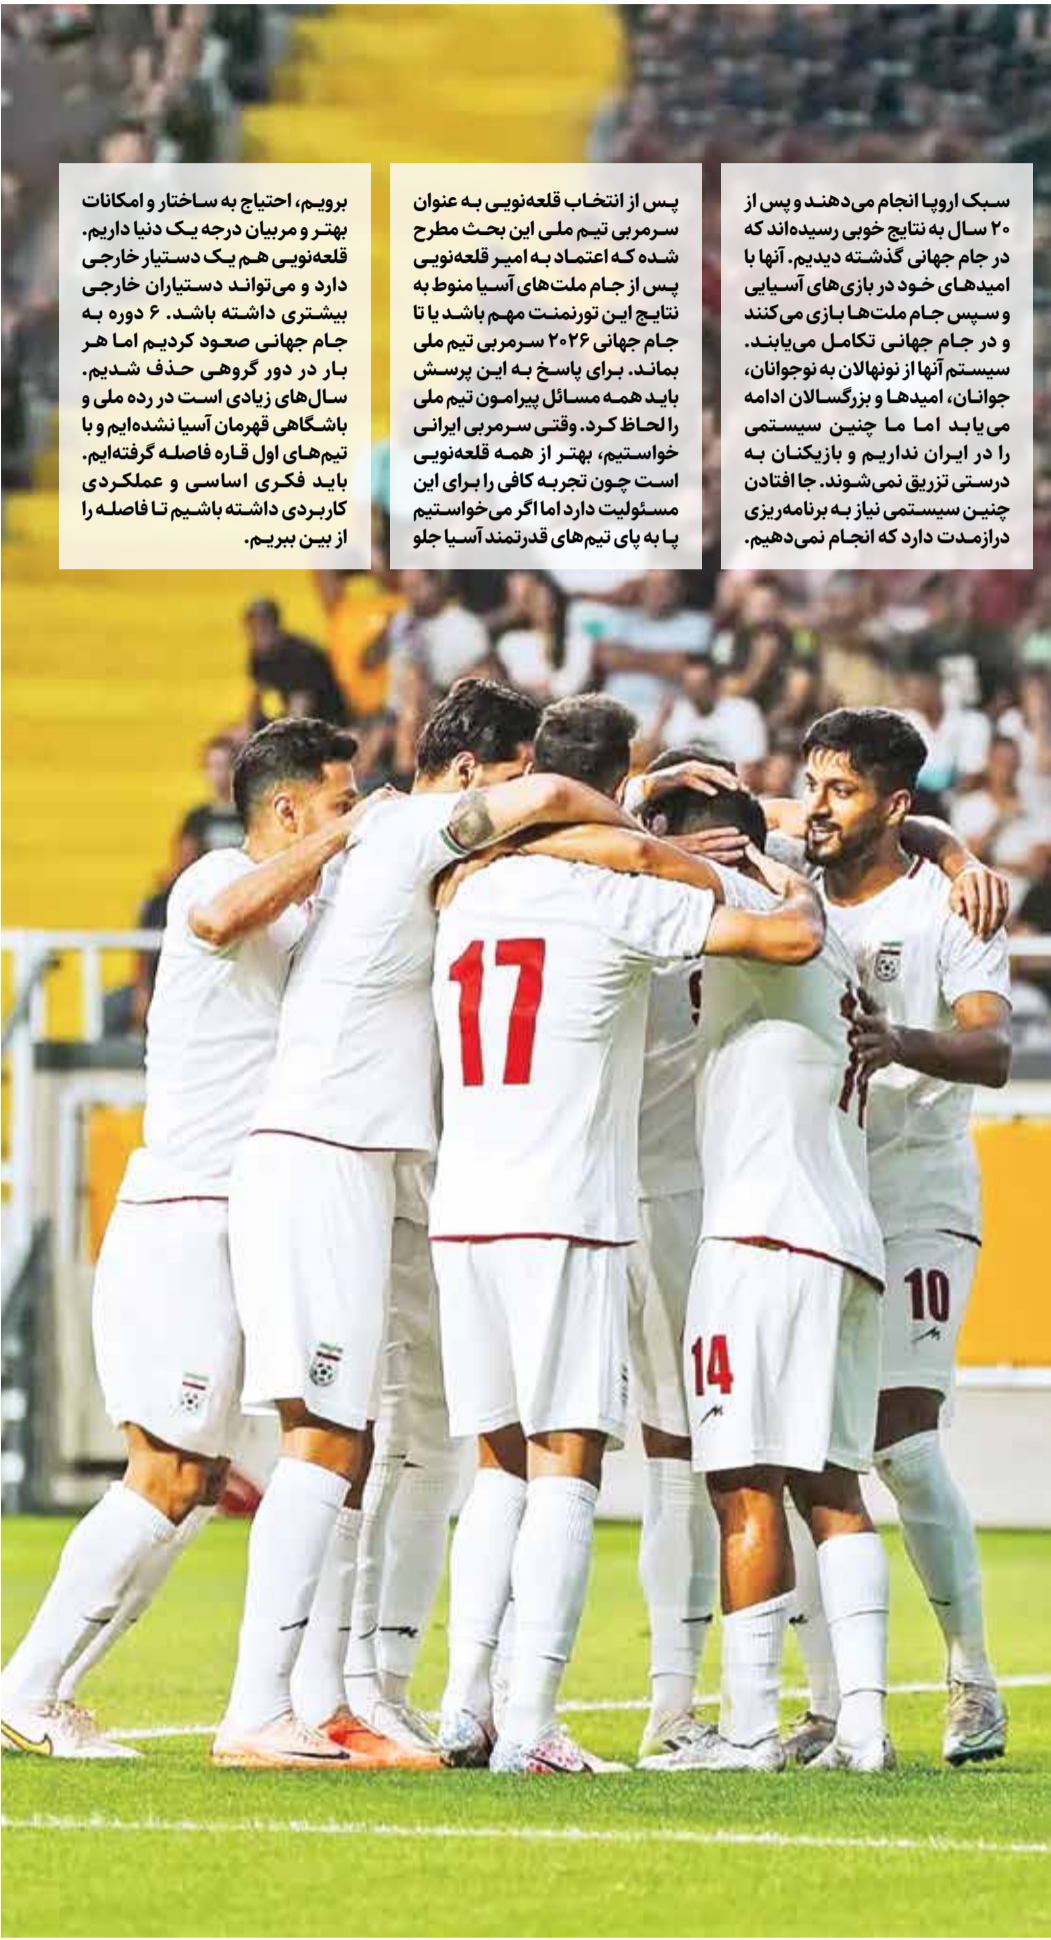 سبک اروپا انجام می‌دهند و پس از
۲۰ سال به نتایج خوبی رسیده‌اند که
در جام جهانی گذشته دیدیم. آنها با
امیدهای خود در بازی‌های آسیایی
و سپس جام ملت‌ها بازی می‌کنند
و در جام جهانی تکامل می‌یابند.
سیستم آنها از نونهالان به نوجوانان،
جوانان، امیدها و بزرگسالان ادامه
می‌یابد اما ما چنین سیستمی
را در ایران نداریم و بازیکنان به
درستی تزریق نمی‌شوند. جا افتادن
چنین سیستمی نیاز به برنامه‌ریزی
درازمدت دارد که انجام نمی‌دهیم.
پس از انتخاب قلعه‌نویی به عنوان
سرمربی تیم ملی این بحث مطرح
شده که اعتماد به امیر قلعه‌نویی
پس از جام ملت‌های آسیا منوط به
نتایج این تورنمنت مهم باشد یا تا
جام جهانی ۲۰۲۶ سرمربی تیم ملی
بماند. برای پاسخ به این پرسش
باید همه مسائل پیرامون تیم ملی
را لحاظ کرد. وقتی سرمربی ایرانی
خواستیم، بهتر از همه قلعه‌نویی
است چون تجربه کافی را برای این
مسئولیت دارد اما اگر می‌خواستیم
پا به پای تیم‌های قدرتمند آسیا جلو
برویم، احتیاج به ساختار و امکانات
بهتر و مربیان درجه یک دنیا داریم.
قلعه‌نویی هم یک دستیار خارجی
دارد و می‌تواند دستیاران خارجی
بیشتری داشته باشد. ۶ دوره به
جام جهانی صعود کردیم اما هر
بار در دور گروهی حذف شدیم.
سال‌های زیادی است در رده ملی و
باشگاهی قهرمان آسیا نشده‌ایم و با
تیم‌های اول قاره فاصله گرفته‌ایم.
باید فکری اساسی و عملکردی
کاربردی داشته باشیم تا فاصله را
از بین ببریم.
17
10
14